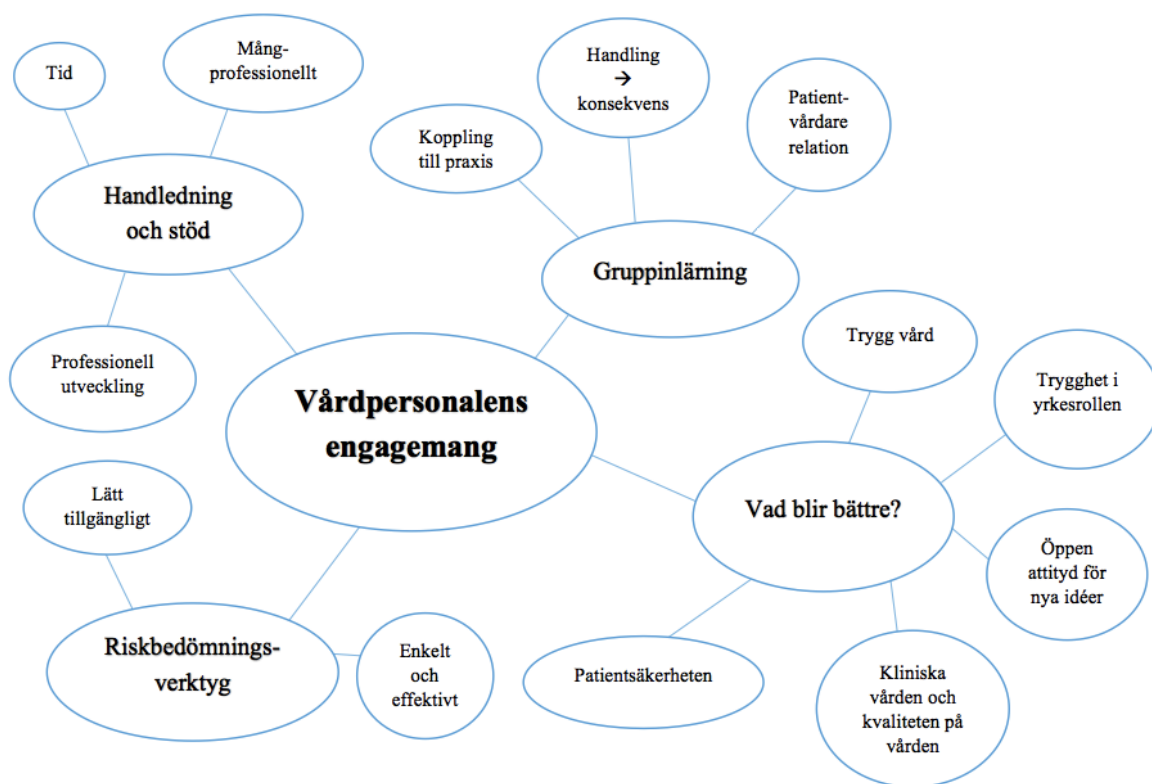 Tid
Mång-
professionellt
Handledning
och stöd
Professionell
utveckling
Koppling
till praxis
Handling
→
konsekvens
Patient-
vårdare
relation
Gruppinlärning
Vårdpersonalens
engagemang
Trygg vård
Trygghet i
yrkesrollen
Vad blir bättre?
Öppen
attityd för
nya idéer
Kliniska
vården och
kvaliteten på
vården
Patientsäkerheten
Lätt
tillgängligt
Riskbedömnings-
verktyg
Enkelt
och
effektivt